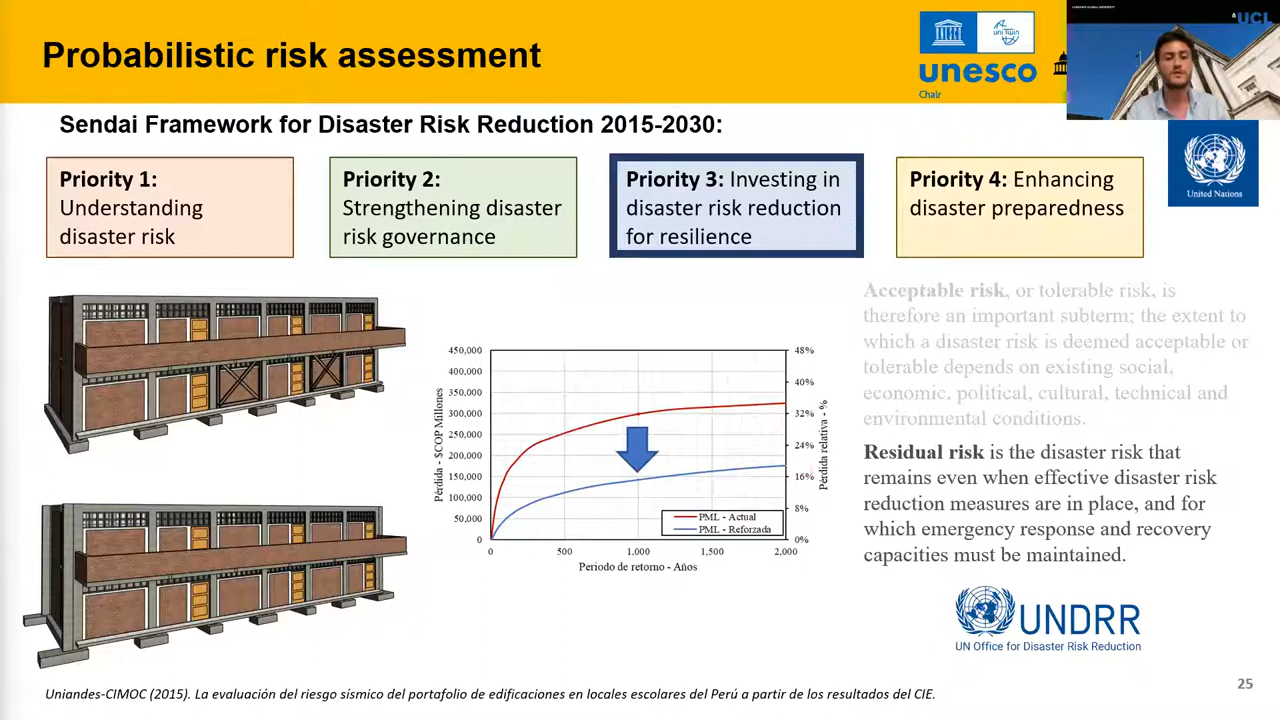 Probabilistic risk assessment
unesco
Chair
UNI TWIN
UCL
Sendai Framework for Disaster Risk Reduction 2015-2030:
Priority 1:
Understanding
disaster risk
Priority 2:
Strengthening disaster
risk governance
Priority 3: Investing in
disaster risk reduction
for resilience
Priority 4: Enhancing
disaster preparedness
United Nations
Acceptable risk, or tolerable risk, is
therefore an important subterm; the extent to
which a disaster risk is deemed acceptable or
tolerable depends on existing social,
economic, political, cultural, technical and
environmental conditions.
Residual risk is the disaster risk that
remains even when effective disaster risk
reduction measures are in place, and for
which emergency response and recovery
capacities must be maintained.
Pérdida - $COP Millones
450,000
400,000
350,000
300,000
250,000
200,000
150,000
100,000
50,000
0
48%
40%
32%
24%
16%
8%
0%
Pérdida relativa - %
PML - Actual
PML - Reforzada
0
500
1,000
1,500
2,000
Periodo de retorno - Años
UNDRR
UN Office for Disaster Risk Reduction
Uniandes-CIMOC (2015). La evaluación del riesgo sísmico del portafolio de edificaciones en locales escolares del Perú a partir de los resultados del CIE.
25